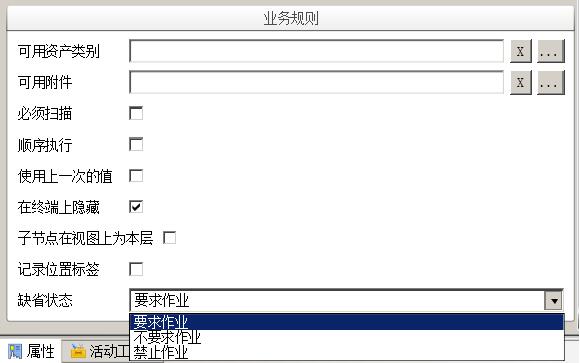 业务规则
可用资产类别 X ...
可用附件 X ...
必须扫描
顺序执行
使用上一次的值
在终端上隐藏
子节点在视图上为本层
记录位置标签
缺省状态 要求作业
要求作业
不要求作业
禁止作业
属性 活动工